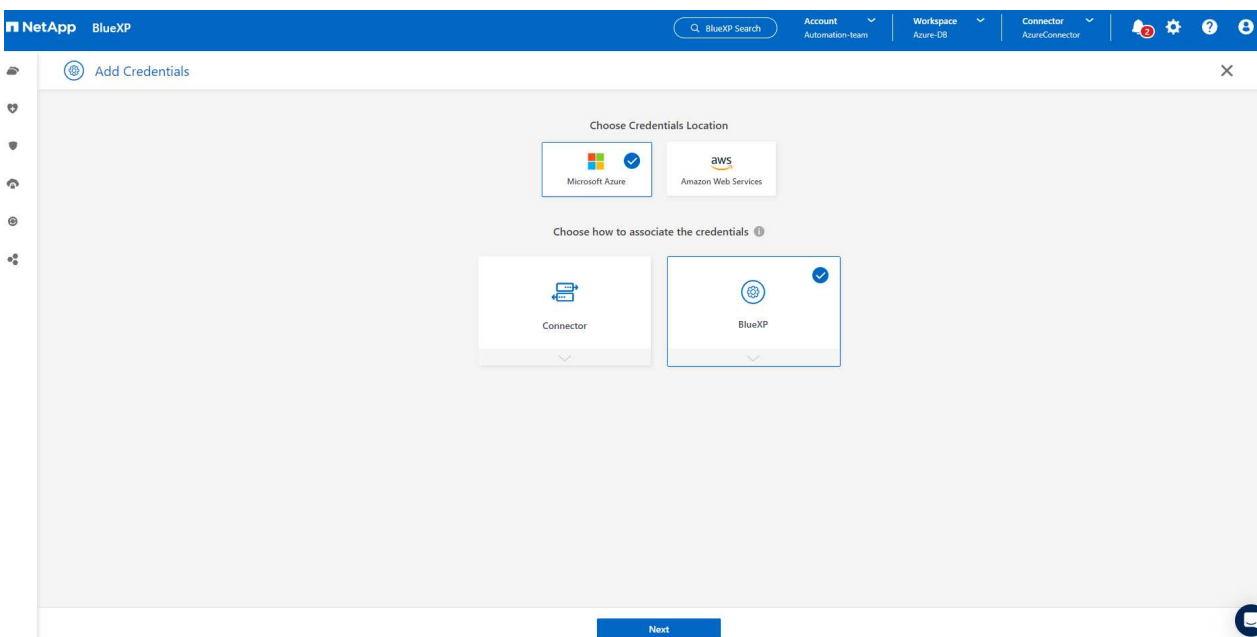 NetApp BlueXP
BlueXP Search
Account
Automation-team
Workspace
Azure-DB
Connector
AzureConnector
2
?
Add Credentials
Choose Credentials Location
Microsoft Azure
aws
Amazon Web Services
Choose how to associate the credentials
Connector
BlueXP
Next